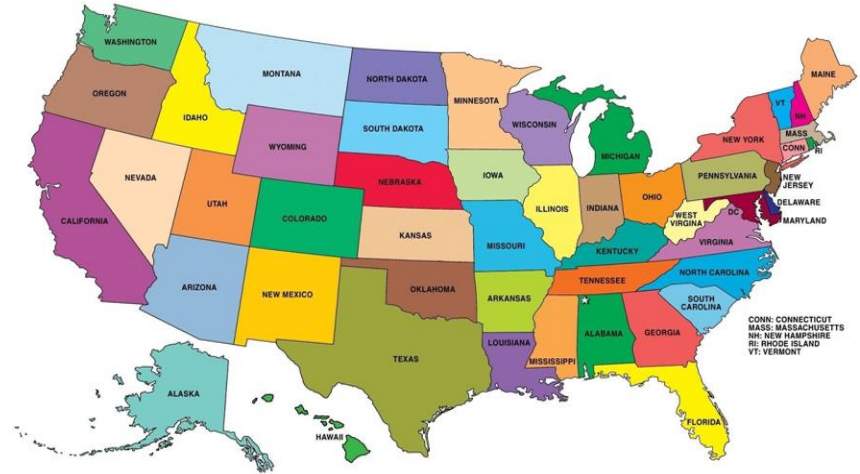 WASHINGTON
OREGON
CALIFORNIA
NEVADA
IDAHO
MONTANA
WYOMING
UTAH
COLORADO
ARIZONA
NEW MEXICO
NORTH DAKOTA
SOUTH DAKOTA
NEBRASKA
KANSAS
OKLAHOMA
TEXAS
MINNESOTA
IOWA
MISSOURI
ARKANSAS
LOUISIANA
WISCONSIN
ILLINOIS
MICHIGAN
INDIANA
OHIO
KENTUCKY
TENNESSEE
MISSISSIPPI
ALABAMA
GEORGIA
FLORIDA
SOUTH
CAROLINA
NORTH CAROLINA
VIRGINIA
WEST
VIRGINA
DC
MARYLAND
DELAWARE
NEW
JERSEY
PENNSYLVANIA
NEW YORK
CONN
RI
MASS
VT
NH
MAINE
ALASKA
HAWAII
CONN: CONNECTICUT
MASS: MASSACHUSETTS
NH: NEW HAMPSHIRE
RI: RHODE ISLAND
VT: VERMONT